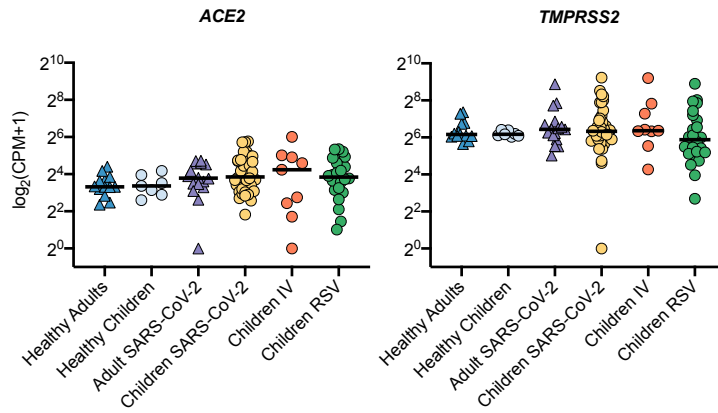 ACE2
log2(CPM+1)
2^10
2^8
2^6
2^4
2^2
2^0
Healthy Adults
Healthy Children
Adult SARS-CoV-2
Children SARS-CoV-2
Children IV
Children RSV
TMPRSS2
2^10
2^8
2^6
2^4
2^2
2^0
Healthy Adults
Healthy Children
Adult SARS-CoV-2
Children SARS-CoV-2
Children IV
Children RSV